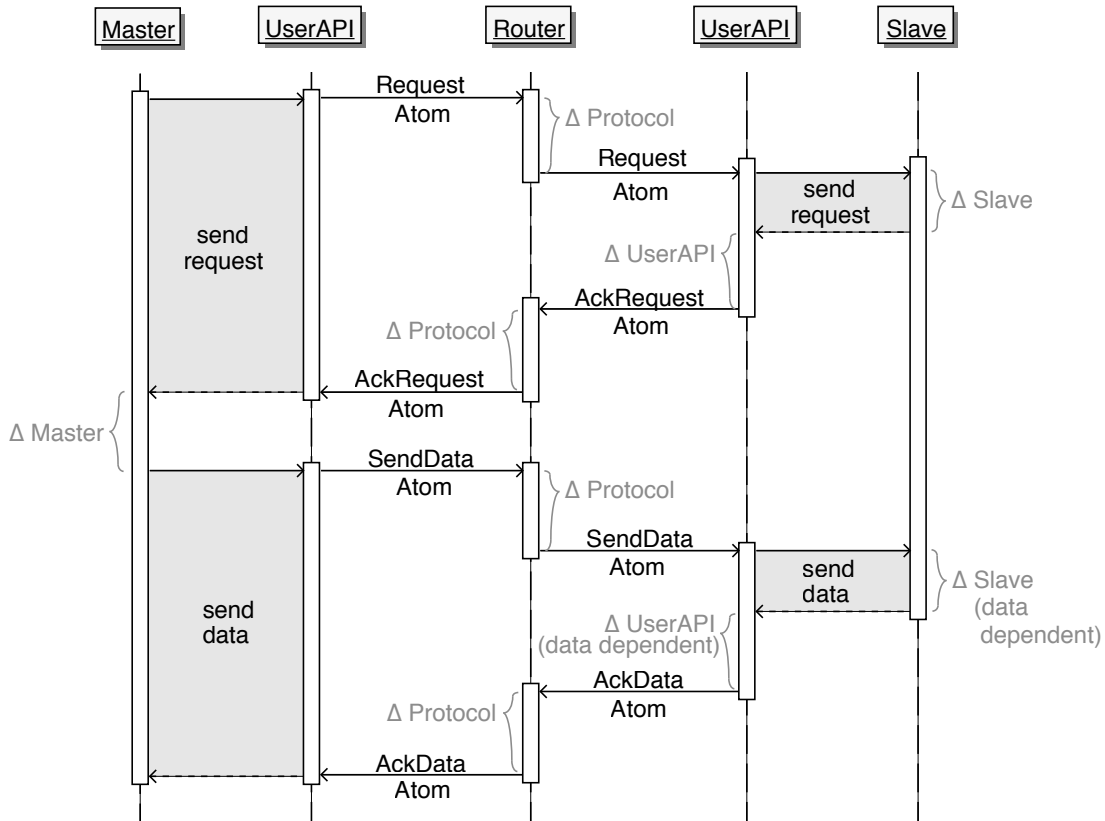 Master
UserAPI
Router
UserAPI
Slave
Request
Atom
Δ Protocol
Request
Atom
send
request
Δ Slave
send
request
Δ UserAPI
AckRequest
Atom
Δ Protocol
AckRequest
Atom
Δ Master
SendData
Atom
Δ Protocol
SendData
Atom
send
data
Δ Slave
(data
dependent)
send
data
Δ UserAPI
(data dependent)
AckData
Atom
Δ Protocol
AckData
Atom